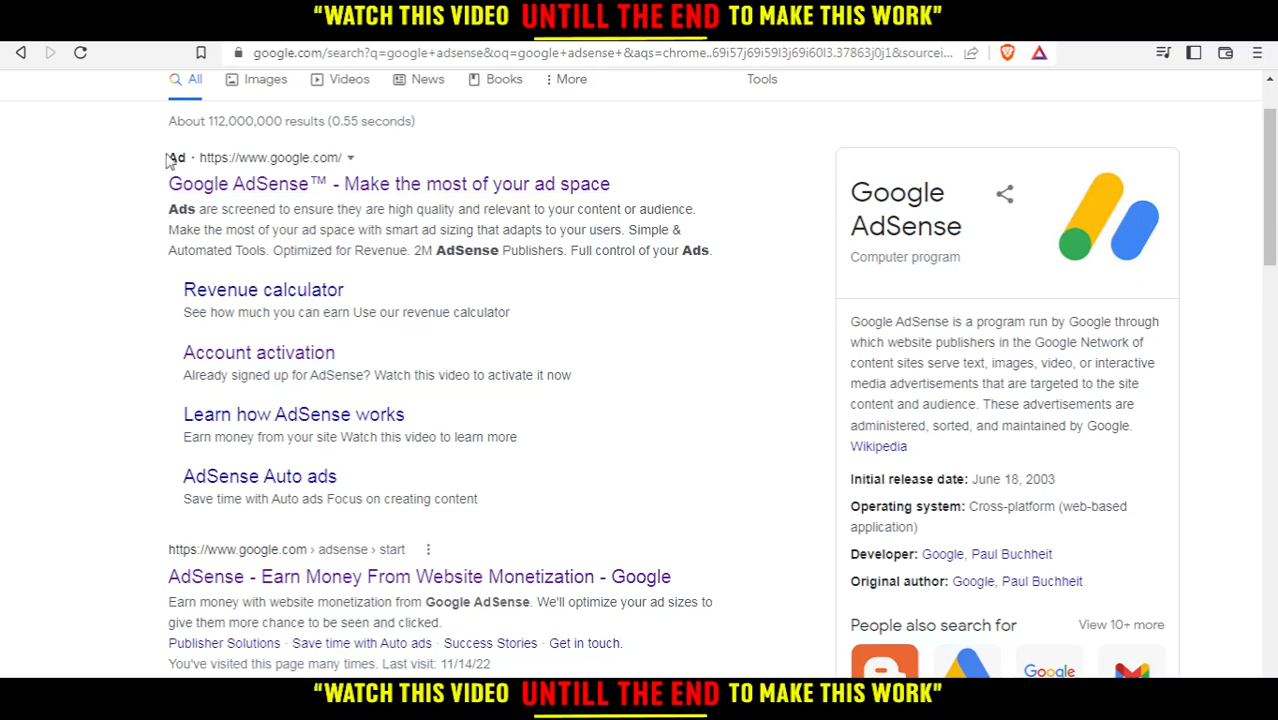 “WATCH THIS VIDEO UNTILL THE END TO MAKE THIS WORK”
google.com/search?q=google+adsense&oq=google+adsense+&aqs=chrome..69i57j69i59l3j69i60l3.37863j0j1&sourcei...
All Images Videos News Books More Tools
About 112,000,000 results (0.55 seconds)
Ad · https://www.google.com/
Google AdSense™ - Make the most of your ad space
Ads are screened to ensure they are high quality and relevant to your content or audience.
Make the most of your ad space with smart ad sizing that adapts to your users. Simple &
Automated Tools. Optimized for Revenue. 2M AdSense Publishers. Full control of your Ads.
Revenue calculator
See how much you can earn Use our revenue calculator
Account activation
Already signed up for AdSense? Watch this video to activate it now
Learn how AdSense works
Earn money from your site Watch this video to learn more
AdSense Auto ads
Save time with Auto ads Focus on creating content
https://www.google.com › adsense › start
AdSense - Earn Money From Website Monetization - Google
Earn money with website monetization from Google AdSense. We'll optimize your ad sizes to
give them more chance to be seen and clicked.
Publisher Solutions · Save time with Auto ads · Success Stories · Get in touch.
You've visited this page many times. Last visit: 11/14/22
Google
AdSense
Computer program
Google AdSense is a program run by Google through
which website publishers in the Google Network of
content sites serve text, images, video, or interactive
media advertisements that are targeted to the site
content and audience. These advertisements are
administered, sorted, and maintained by Google.
Wikipedia
Initial release date: June 18, 2003
Operating system: Cross-platform (web-based
application)
Developer: Google, Paul Buchheit
Original author: Google, Paul Buchheit
People also search for View 10+ more
Google
“WATCH THIS VIDEO UNTILL THE END TO MAKE THIS WORK”